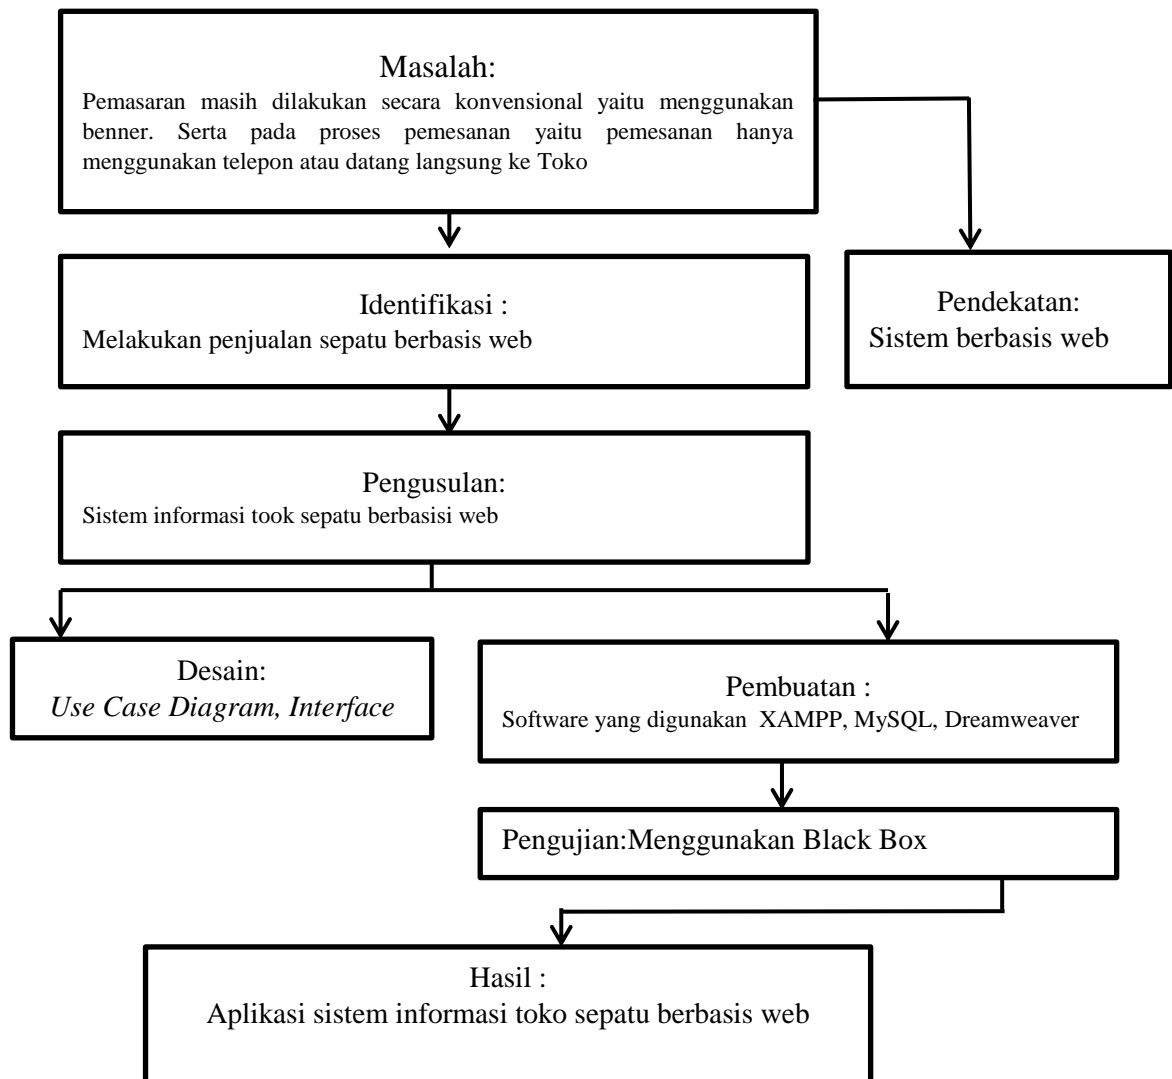 Masalah:
Pemasaran masih dilakukan secara konvensional yaitu menggunakan
benner. Serta pada proses pemesanan yaitu pemesanan hanya
menggunakan telepon atau datang langsung ke Toko
Identifikasi :
Melakukan penjualan sepatu berbasis web
Pendekatan:
Sistem berbasis web
Pengusulan:
Sistem informasi took sepatu berbasisi web
Desain:
Use Case Diagram, Interface
Pembuatan :
Software yang digunakan XAMPP, MySQL, Dreamweaver
Pengujian:Menggunakan Black Box
Hasil :
Aplikasi sistem informasi toko sepatu berbasis web